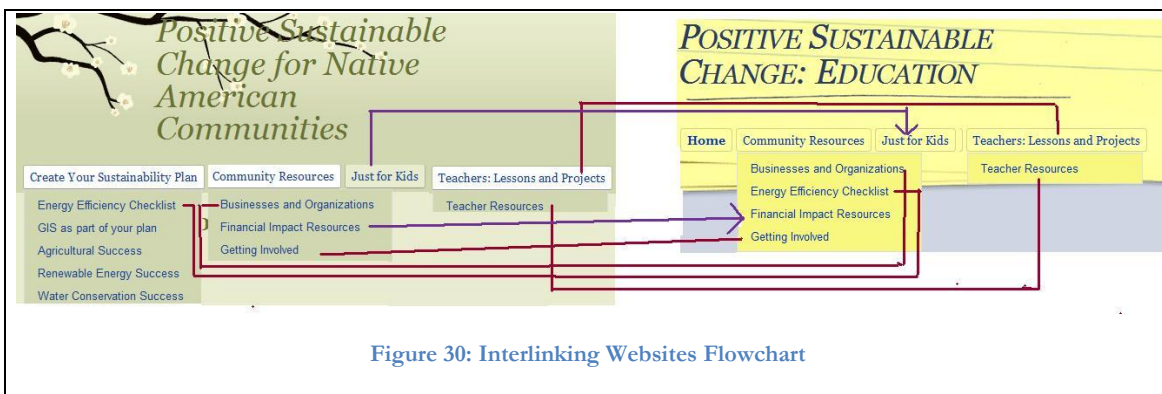 Positive Sustainable
Change for Native
American
Communities
Create Your Sustainability Plan
Community Resources
Just for Kids
Teachers: Lessons and Projects
Energy Efficiency Checklist
GIS as part of your plan
Agricultural Success
Renewable Energy Success
Water Conservation Success
Businesses and Organizations
Financial Impact Resources
Getting Involved
Teacher Resources
POSITIVE SUSTAINABLE
CHANGE: EDUCATION
Home
Community Resources
Just for Kids
Teachers: Lessons and Projects
Businesses and Organizations
Energy Efficiency Checklist
Financial Impact Resources
Getting Involved
Teacher Resources
Figure 30: Interlinking Websites Flowchart